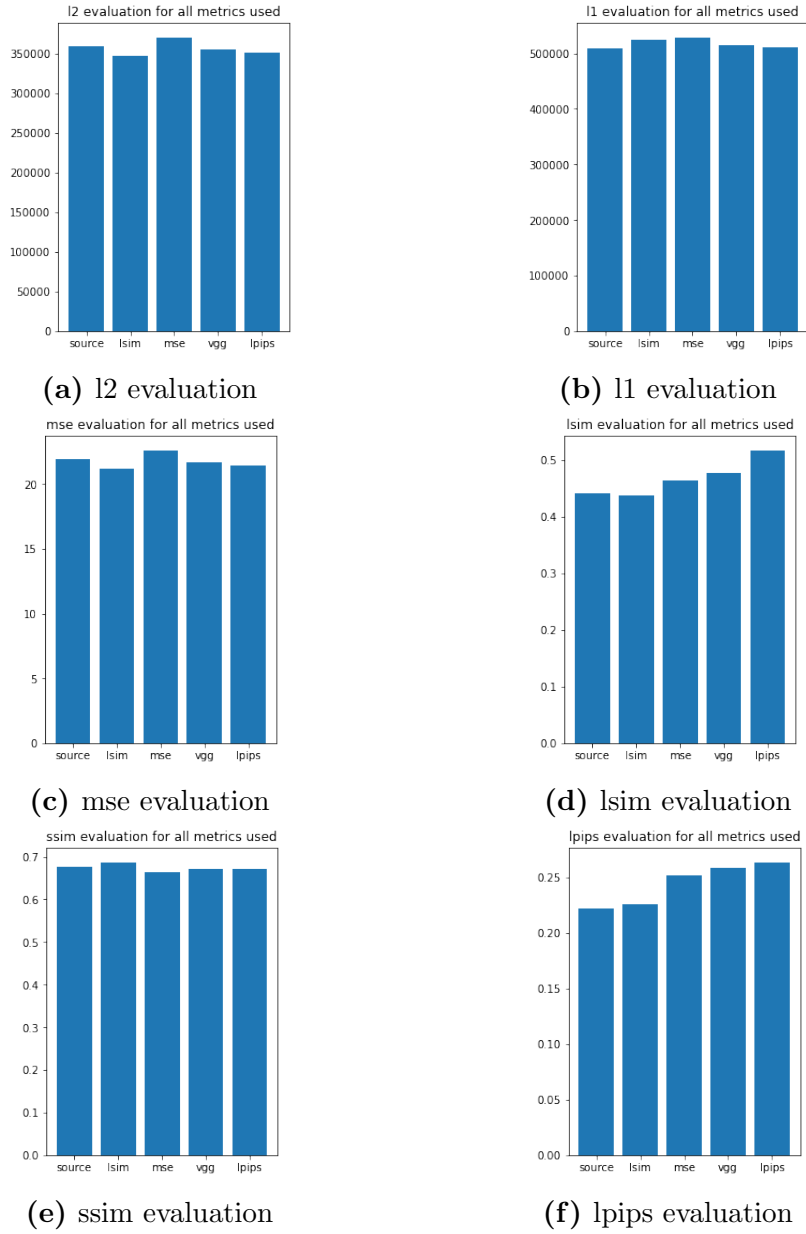 l2 evaluation for all metrics used
350000
300000
250000
200000
150000
100000
50000
0
source lsim mse vgg lpips
(a) l2 evaluation
l1 evaluation for all metrics used
500000
400000
300000
200000
100000
0
source lsim mse vgg lpips
(b) l1 evaluation
mse evaluation for all metrics used
20
15
10
5
0
source lsim mse vgg lpips
(c) mse evaluation
lsim evaluation for all metrics used
0.5
0.4
0.3
0.2
0.1
0.0
source lsim mse vgg lpips
(d) lsim evaluation
ssim evaluation for all metrics used
0.7
0.6
0.5
0.4
0.3
0.2
0.1
0.0
source lsim mse vgg lpips
(e) ssim evaluation
lpips evaluation for all metrics used
0.25
0.20
0.15
0.10
0.05
0.00
source lsim mse vgg lpips
(f) lpips evaluation